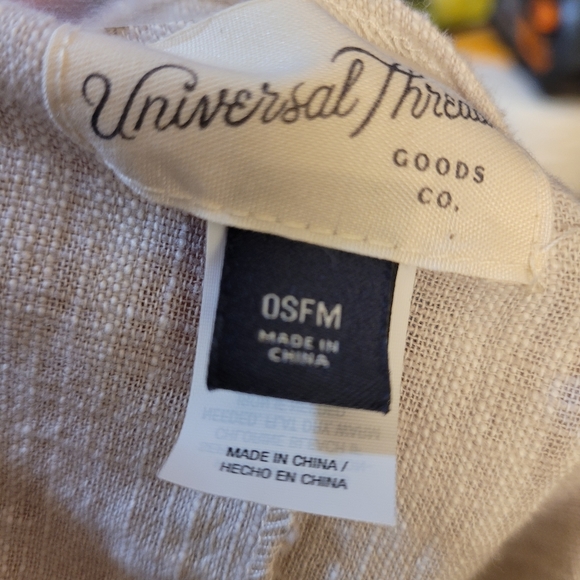 Universal Thread
GOODS
CO.
OSFM
MADE IN
CHINA
MADE IN CHINA /
HECHO EN CHINA